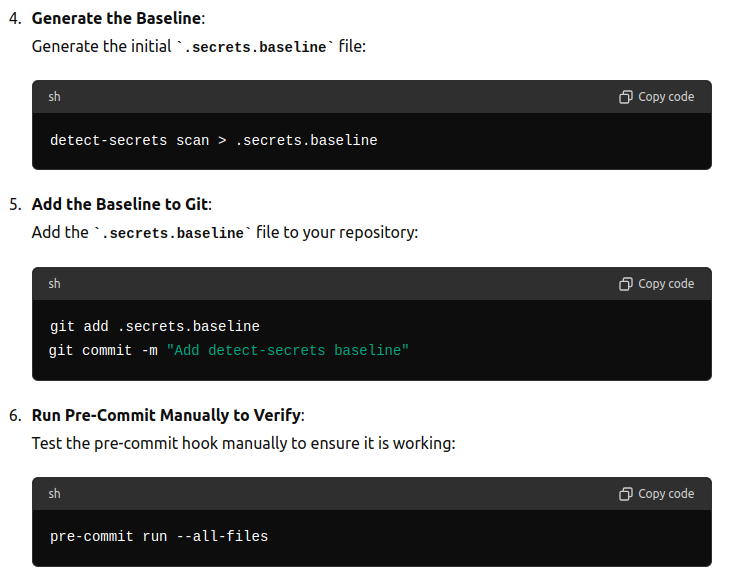 4. Generate the Baseline:
Generate the initial `.secrets.baseline` file:
sh Copy code
detect-secrets scan > .secrets.baseline
5. Add the Baseline to Git:
Add the `.secrets.baseline` file to your repository:
sh Copy code
git add .secrets.baseline
git commit -m "Add detect-secrets baseline"
6. Run Pre-Commit Manually to Verify:
Test the pre-commit hook manually to ensure it is working:
sh Copy code
pre-commit run --all-files